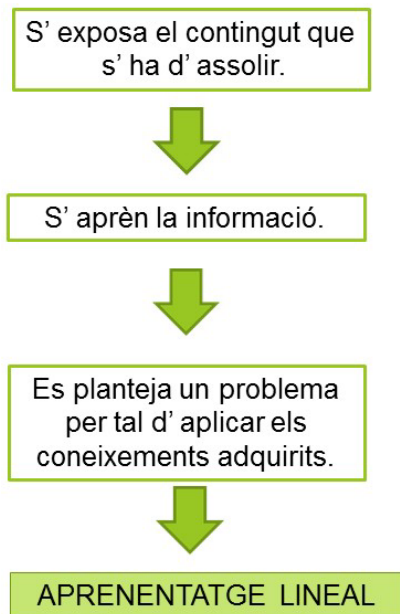 S’ exposa el contingut que
s’ ha d’ assolir.
S’ aprèn la informació.
Es planteja un problema
per tal d’ aplicar els
coneixements adquirits.
APRENENTATGE LINEAL